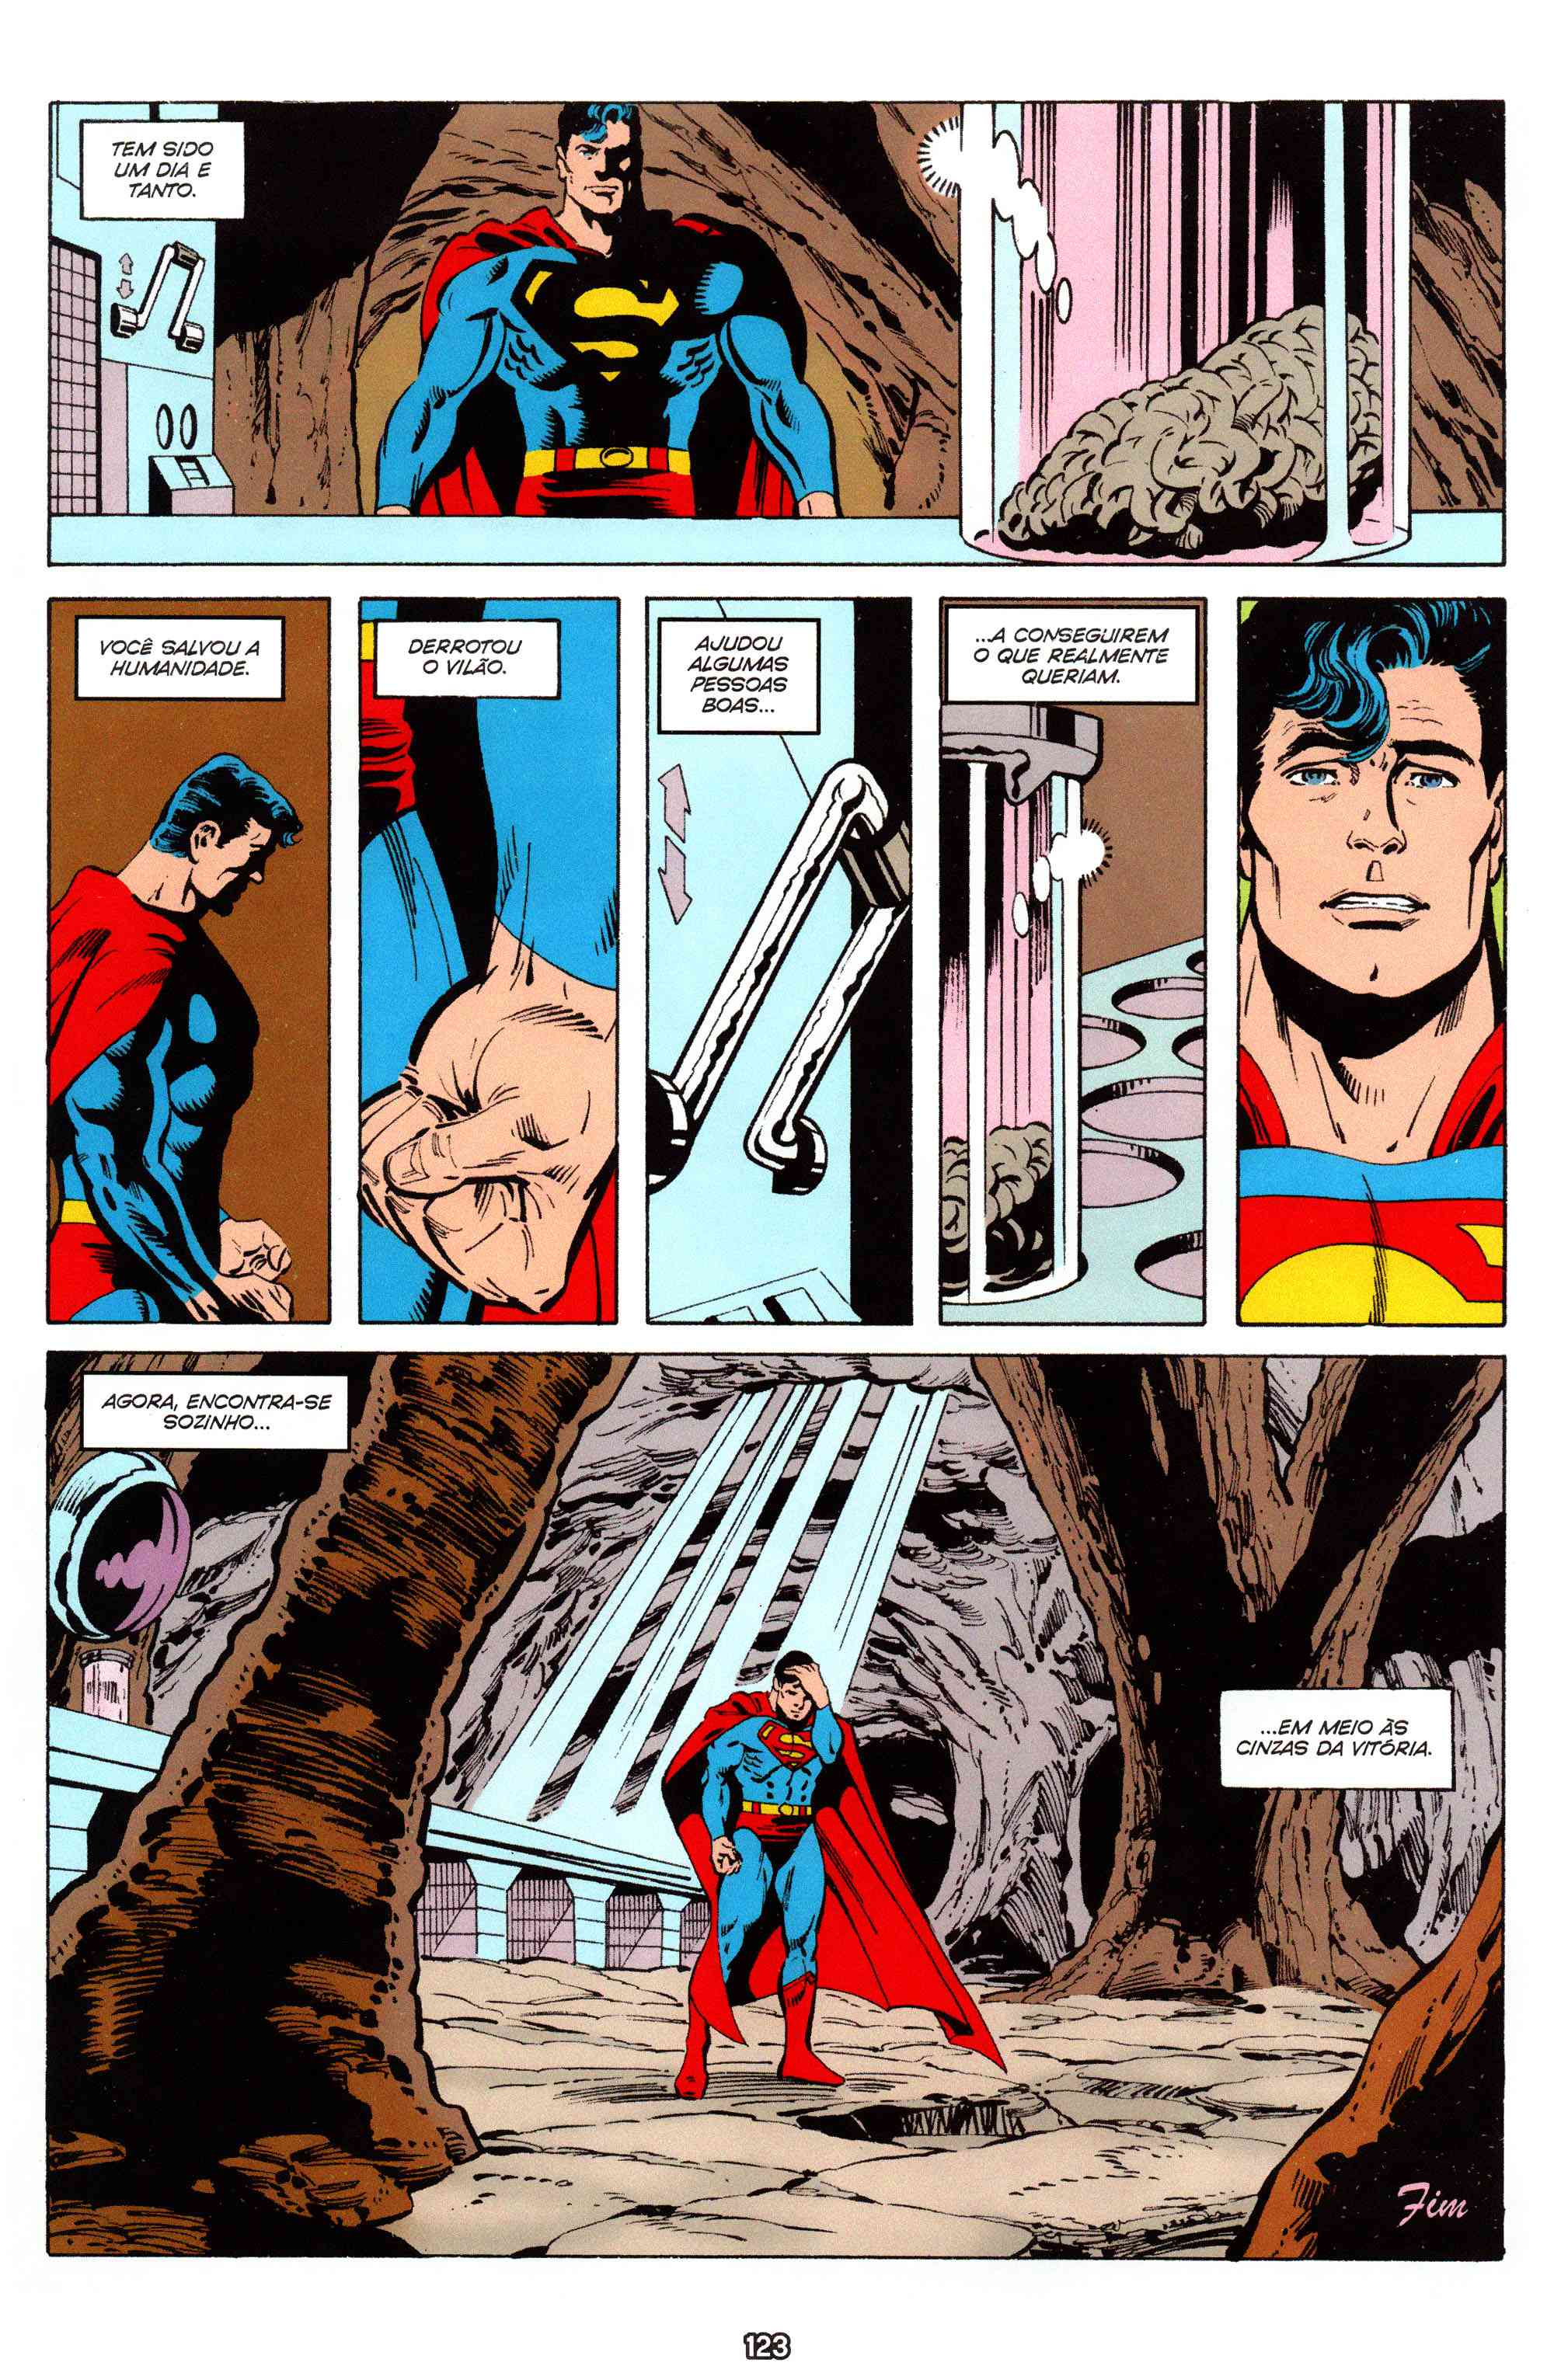 TEM SIDO
UM DIA E
TANTO.
VOCÊ SALVOU A
HUMANIDADE.
DERROTOU
O VILÃO.
AJUDOU
ALGUMAS
PESSOAS
BOAS...
...A CONSEGUIREM
O QUE REALMENTE
QUERIAM.
AGORA, ENCONTRA-SE
SOZINHO...
...EM MEIO ÀS
CINZAS DA VITÓRIA.
Fim
123